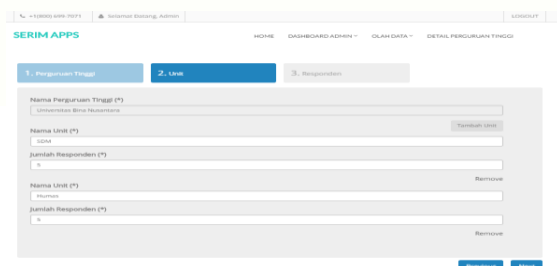 +1(800) 699-7071 Selamat Datang, Admin LOGOUT
SERIM APPS HOME DASHBOARD ADMIN OLAH DATA DETAIL PERGURUAN TINGGI
1. Perguruan Tinggi 2. Unit 3. Responden
Nama Perguruan Tinggi (*)
Universitas Bina Nusantara
Tambah Unit
Nama Unit (*)
SDM
Jumlah Responden (*)
5
Remove
Nama Unit (*)
Humas
Jumlah Responden (*)
5
Remove